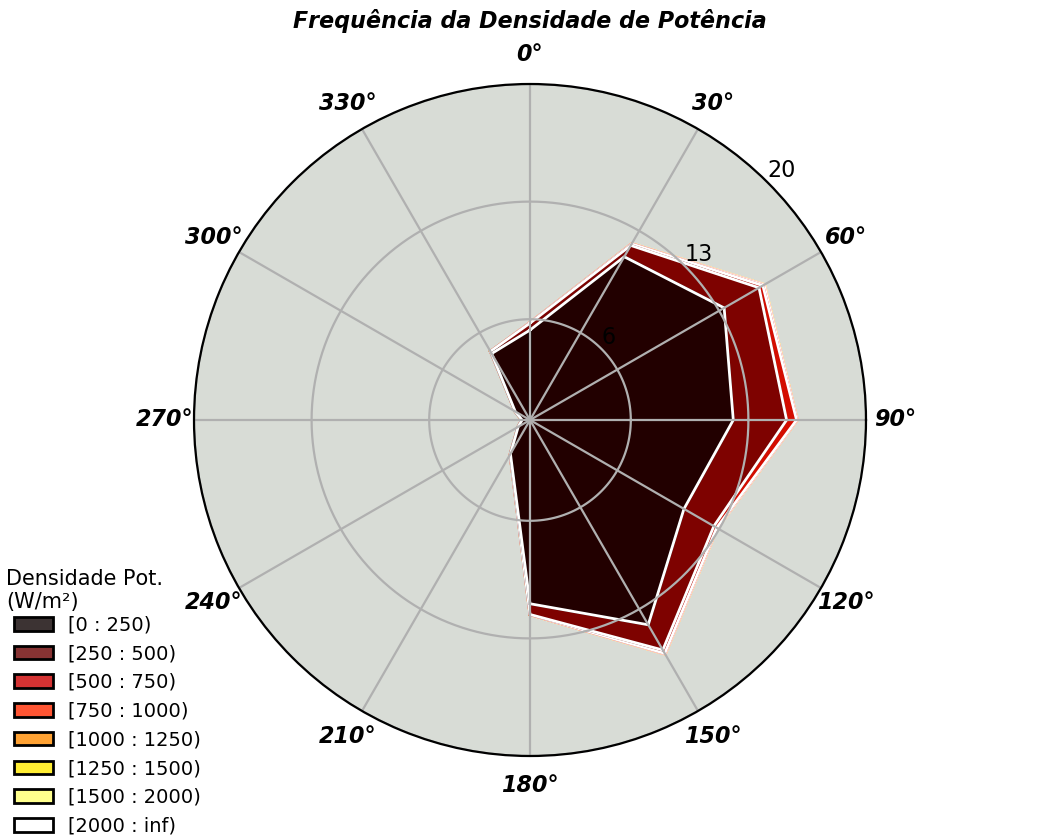 Frequência da Densidade de Potência
0°
330°
30°
20
300°
60°
13
6
270°
90°
240°
120°
210°
150°
180°
Densidade Pot.
(W/m²)
[0 : 250)
[250 : 500)
[500 : 750)
[750 : 1000)
[1000 : 1250)
[1250 : 1500)
[1500 : 2000)
[2000 : inf)